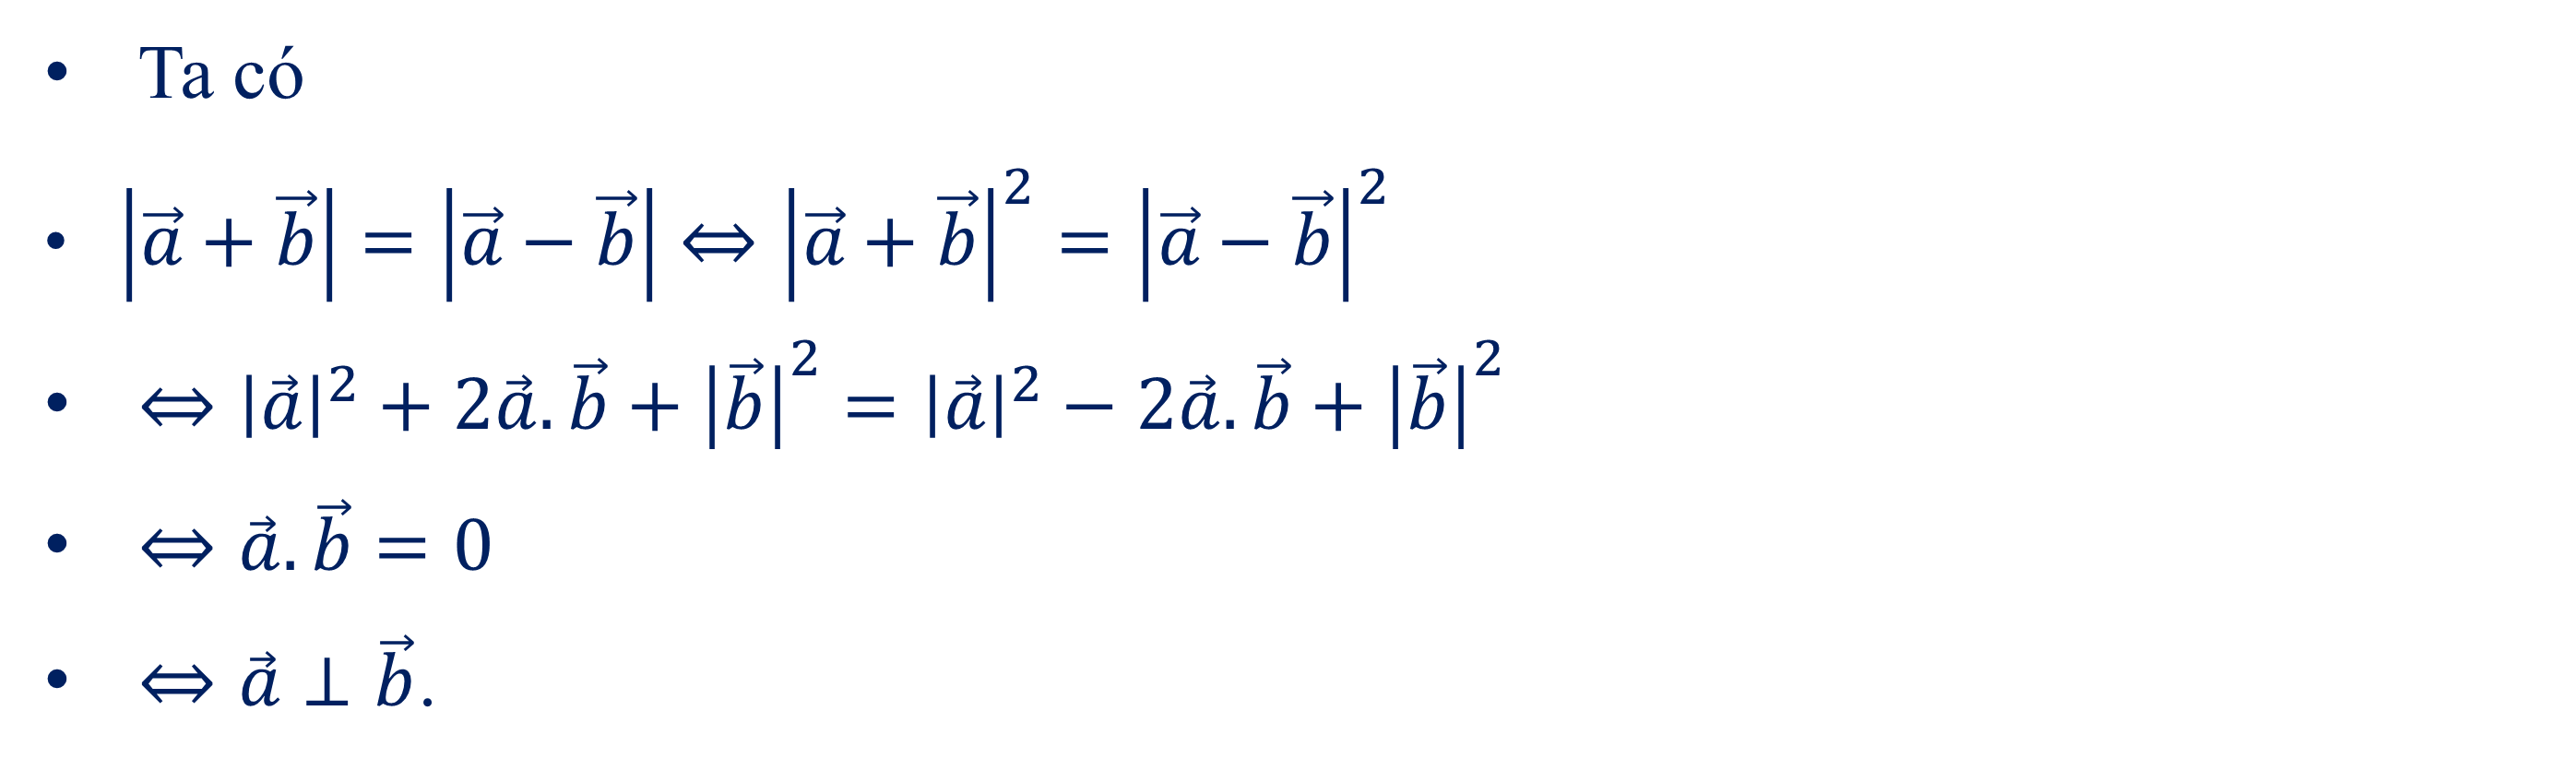 • Ta có
• |a⃗ + b⃗| = |a⃗ − b⃗| ⇔ |a⃗ + b⃗|² = |a⃗ − b⃗|²
• ⇔ |a⃗|² + 2a⃗. b⃗ + |b⃗|² = |a⃗|² − 2a⃗. b⃗ + |b⃗|²
• ⇔ a⃗. b⃗ = 0
• ⇔ a⃗ ⊥ b⃗.